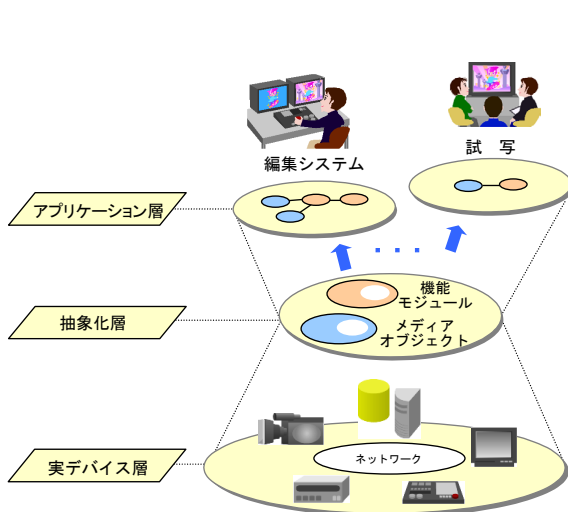 編集システム
試　写
アプリケーション層
機能
モジュール
抽象化層
メディア
オブジェクト
ネットワーク
実デバイス層